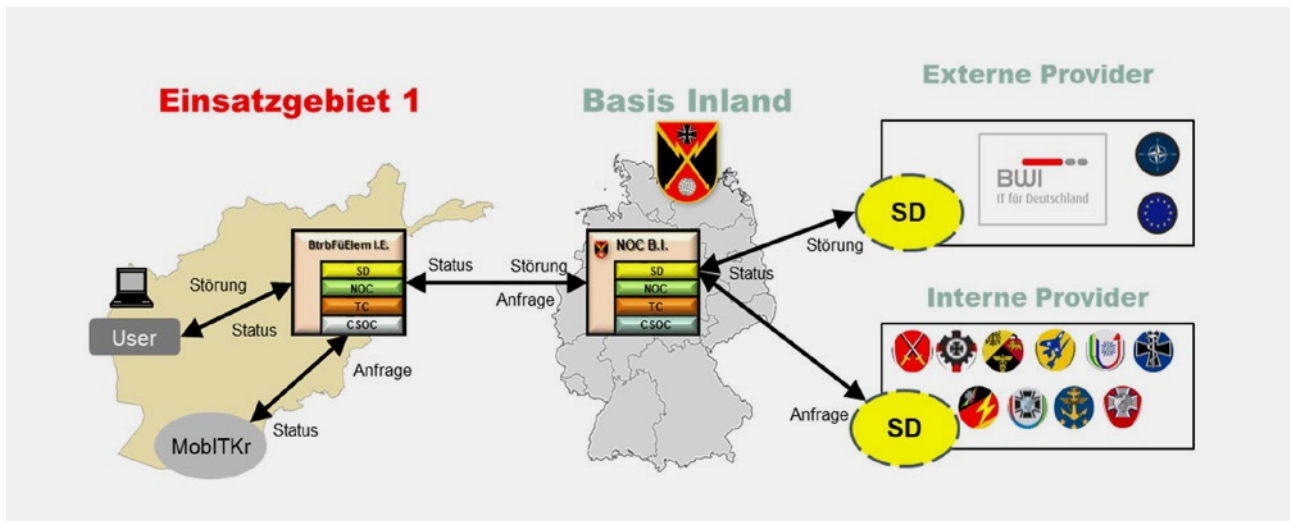 Externe Provider
Einsatzgebiet 1
Basis Inland
BWI
IT für Deutschland
SD
BtrbFüElem I.E.
SD
NOC
TC
CSOC
Status
Störung
Anfrage
NOC B.I.
SD
NOC
TC
CSOC
Störung
Status
Störung
Status
User
Interne Provider
Anfrage
Status
MobITKr
Anfrage
SD